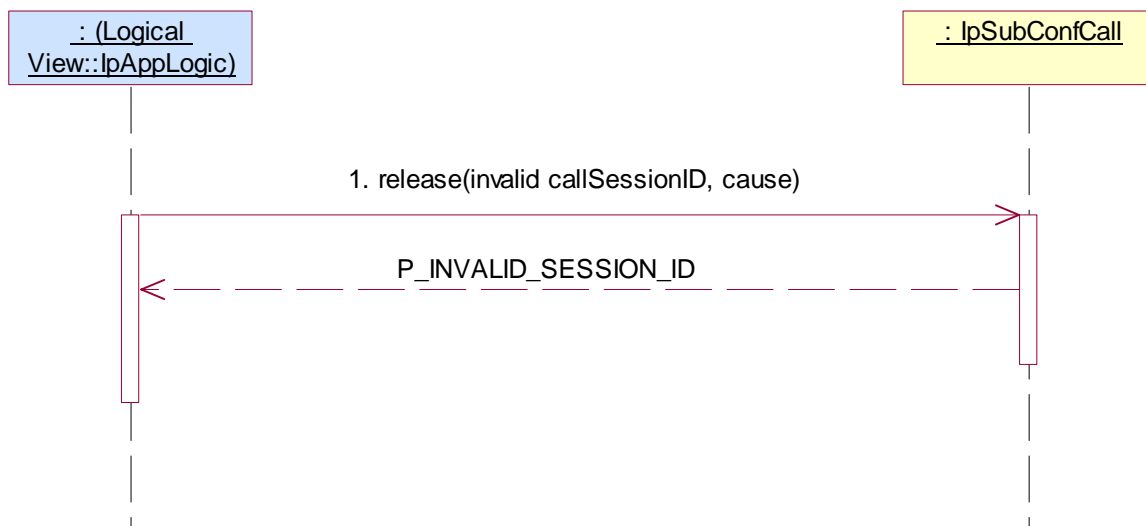 : (Logical
View::IpAppLogic)
: IpSubConfCall
1. release(invalid callSessionID, cause)
P_INVALID_SESSION_ID